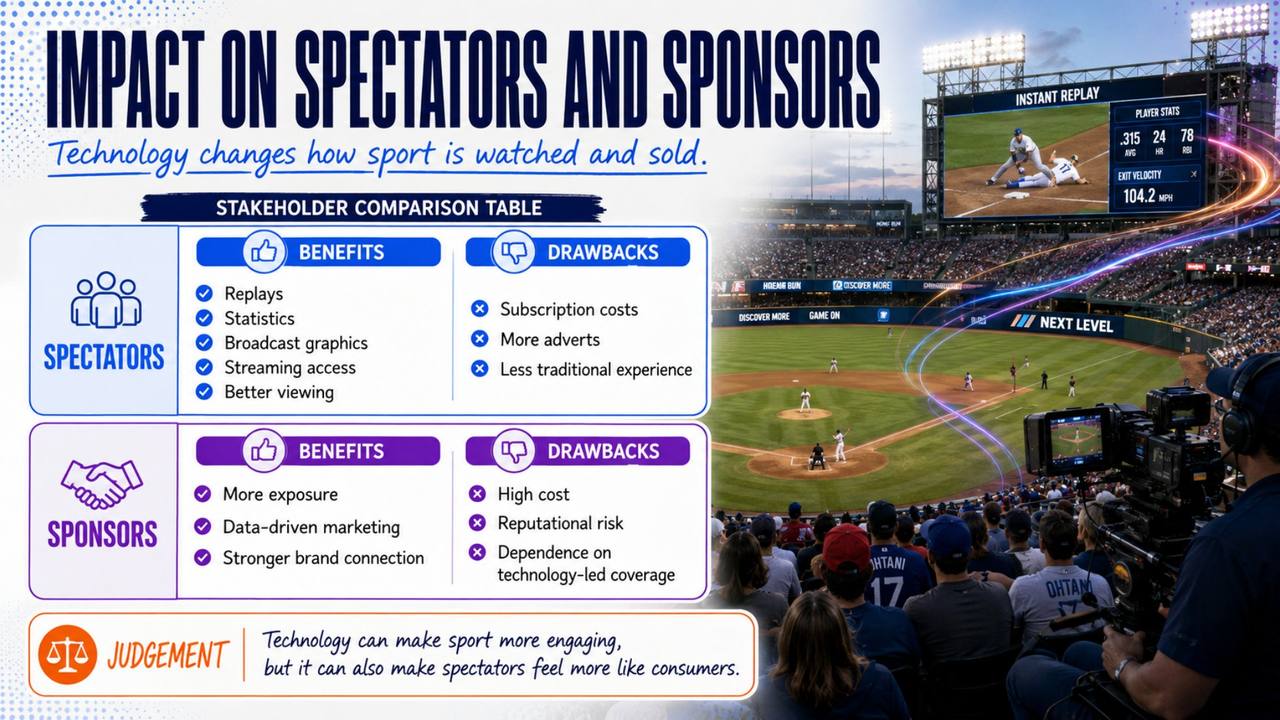 IMPACT ON SPECTATORS AND SPONSORS
Technology changes how sport is watched and sold.
STAKEHOLDER COMPARISON TABLE
SPECTATORS
BENEFITS
Replays
Statistics
Broadcast graphics
Streaming access
Better viewing
DRAWBACKS
Subscription costs
More adverts
Less traditional experience
SPONSORS
BENEFITS
More exposure
Data-driven marketing
Stronger brand connection
DRAWBACKS
High cost
Reputational risk
Dependence on
technology-led coverage
JUDGEMENT
Technology can make sport more engaging,
but it can also make spectators feel more like consumers.
INSTANT REPLAY
PLAYER STATS
.315 24 78
AVG HR RBI
EXIT VELOCITY
104.2 MPH
DISCOVER MORE
DISCOVER MORE GAME ON
NEXT LEVEL
OHTANI
17
OHTANI
17